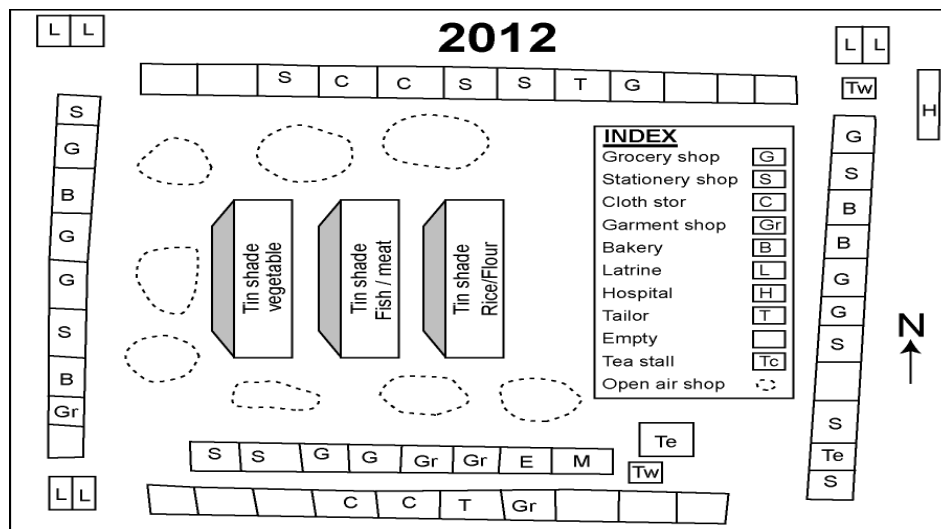 L L
2012
L L
S C C S S T G
Tw
H
S
G
B
G
G
S
B
Gr
Tin shade
vegetable
Tin shade
Fish / meat
Tin shade
Rice/Flour
INDEX
Grocery shop G
Stationery shop S
Cloth stor C
Garment shop Gr
Bakery B
Latrine L
Hospital H
Tailor T
Empty
Tea stall Tc
Open air shop
G
S
B
B
G
G
S
S
Te
S
N
Te
S S G G Gr Gr E M
Tw
L L
C C T Gr